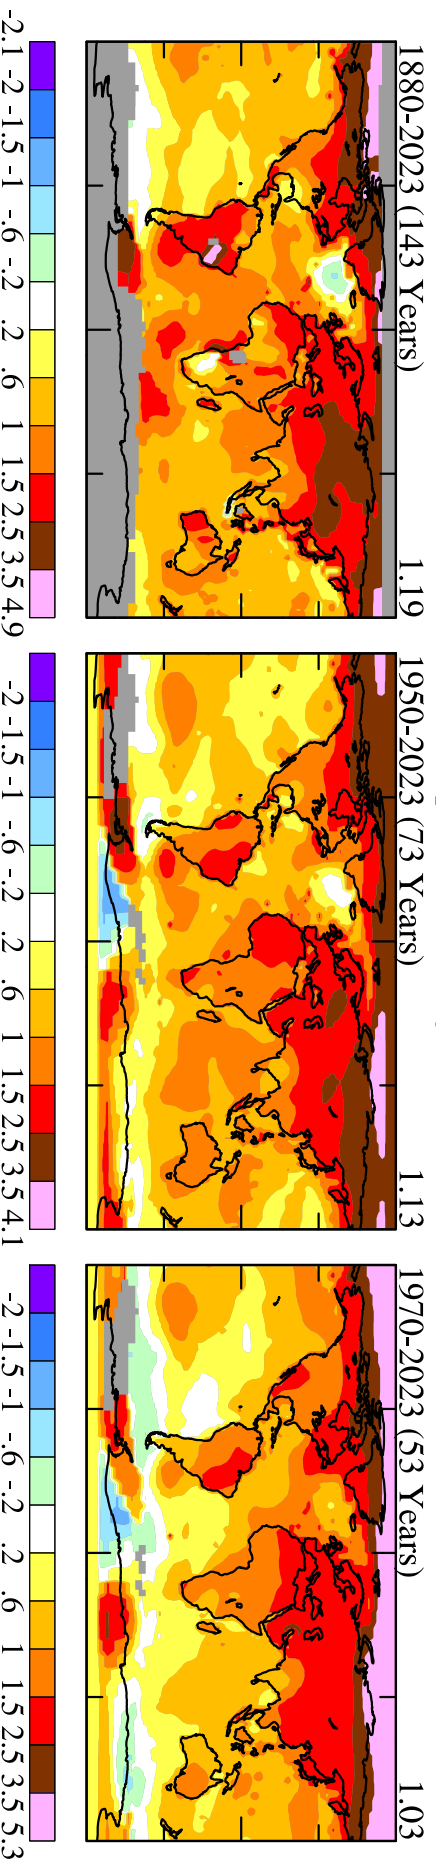 1880-2023 (143 Years) 1.19
-2.1 -2 -1.5 -1 -.6 -.2 .2 .6 1 1.5 2.5 3.5 4.9
1950-2023 (73 Years) 1.13
-2 -1.5 -1 -.6 -.2 .2 .6 1 1.5 2.5 3.5 4.1
1970-2023 (53 Years) 1.03
-2 -1.5 -1 -.6 -.2 .2 .6 1 1.5 2.5 3.5 5.3